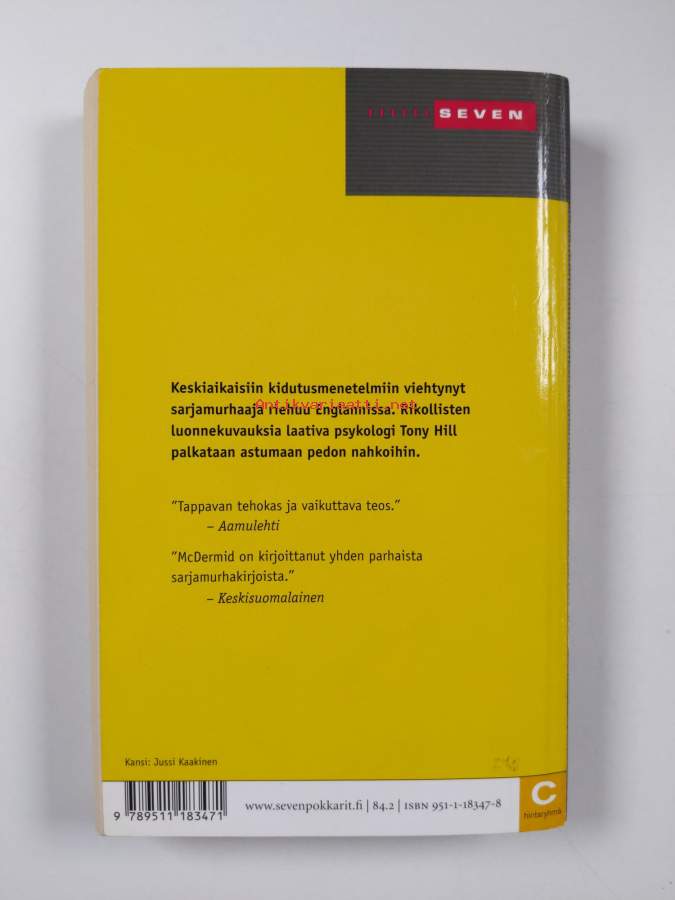 SEVEN
Keskiaikaisiin kidutusmenetelmiin viehtynyt
Antikvariaatti.net
sarjamurhaaja riehuu Englannissa. Rikollisten
luonnekuvauksia laativa psykologi Tony Hill
palkataan astumaan pedon nahkoihin.
”Tappavan tehokas ja vaikuttava teos.”
– Aamulehti
”McDermid on kirjoittanut yhden parhaista
sarjamurhakirjoista.”
– Keskisuomalainen
Kansi: Jussi Kaakinen
www.sevenpokkarit.fi | 84.2 | ISBN 951-1-18347-8
C
hintaryhmä
9 789511 183471